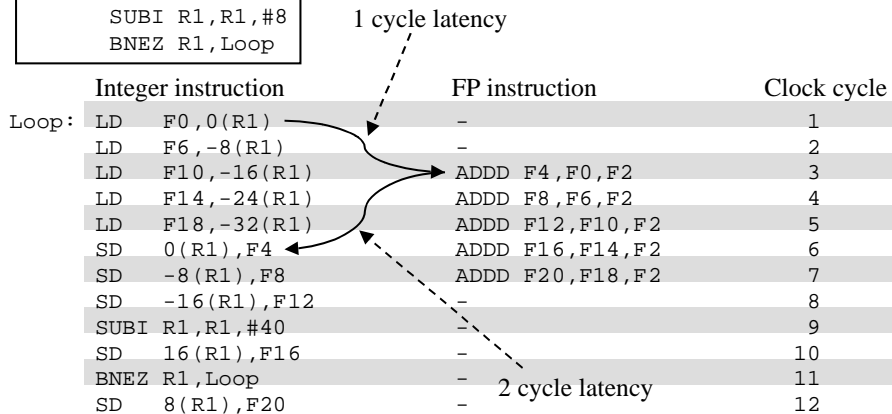 SUBI R1,R1,#8
BNEZ R1,Loop
1 cycle latency
Integer instruction FP instruction Clock cycle
Loop: LD F0,0(R1) - 1
LD F6,-8(R1) - 2
LD F10,-16(R1) ADDD F4,F0,F2 3
LD F14,-24(R1) ADDD F8,F6,F2 4
LD F18,-32(R1) ADDD F12,F10,F2 5
SD 0(R1),F4 ADDD F16,F14,F2 6
SD -8(R1),F8 ADDD F20,F18,F2 7
SD -16(R1),F12 - 8
SUBI R1,R1,#40 - 9
SD 16(R1),F16 - 10
BNEZ R1,Loop - 11
2 cycle latency
SD 8(R1),F20 - 12